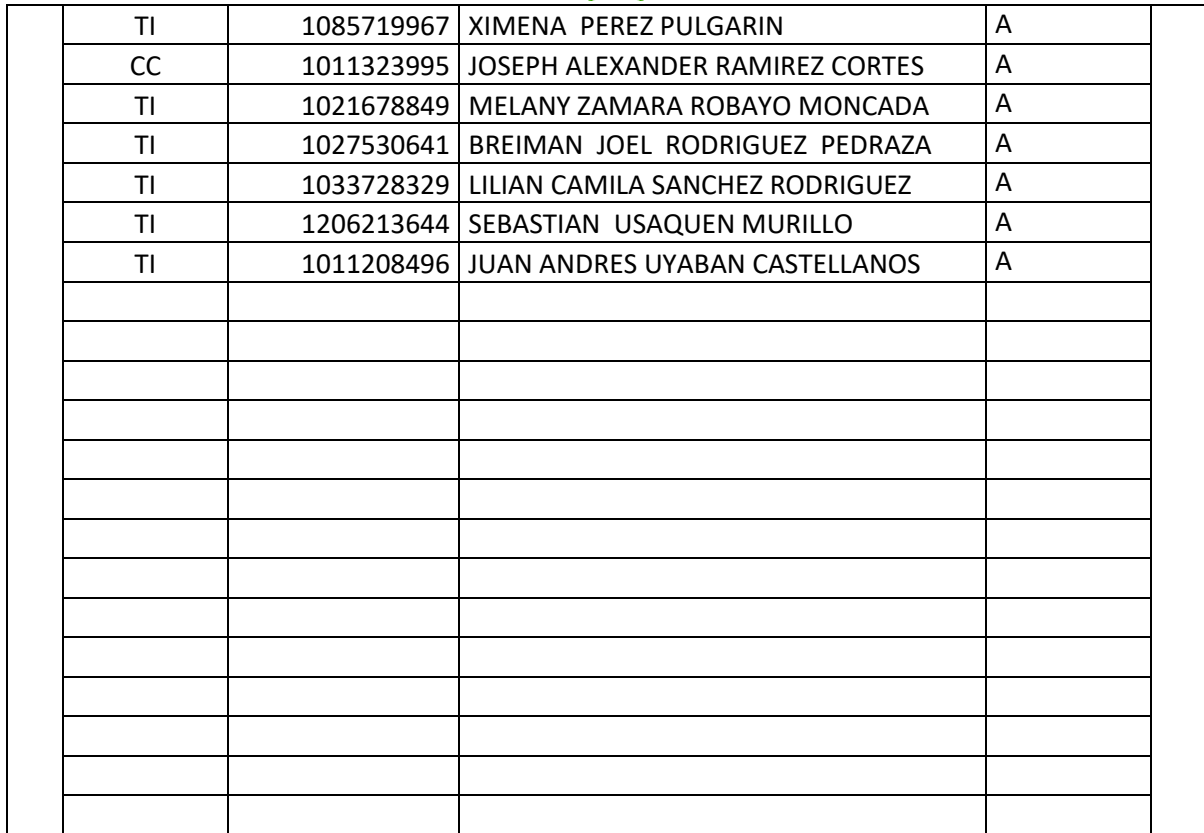 TI 1085719967 XIMENA PEREZ PULGARIN A
CC 1011323995 JOSEPH ALEXANDER RAMIREZ CORTES A
TI 1021678849 MELANY ZAMARA ROBAYO MONCADA A
TI 1027530641 BREIMAN JOEL RODRIGUEZ PEDRAZA A
TI 1033728329 LILIAN CAMILA SANCHEZ RODRIGUEZ A
TI 1206213644 SEBASTIAN USAQUEN MURILLO A
TI 1011208496 JUAN ANDRES UYABAN CASTELLANOS A